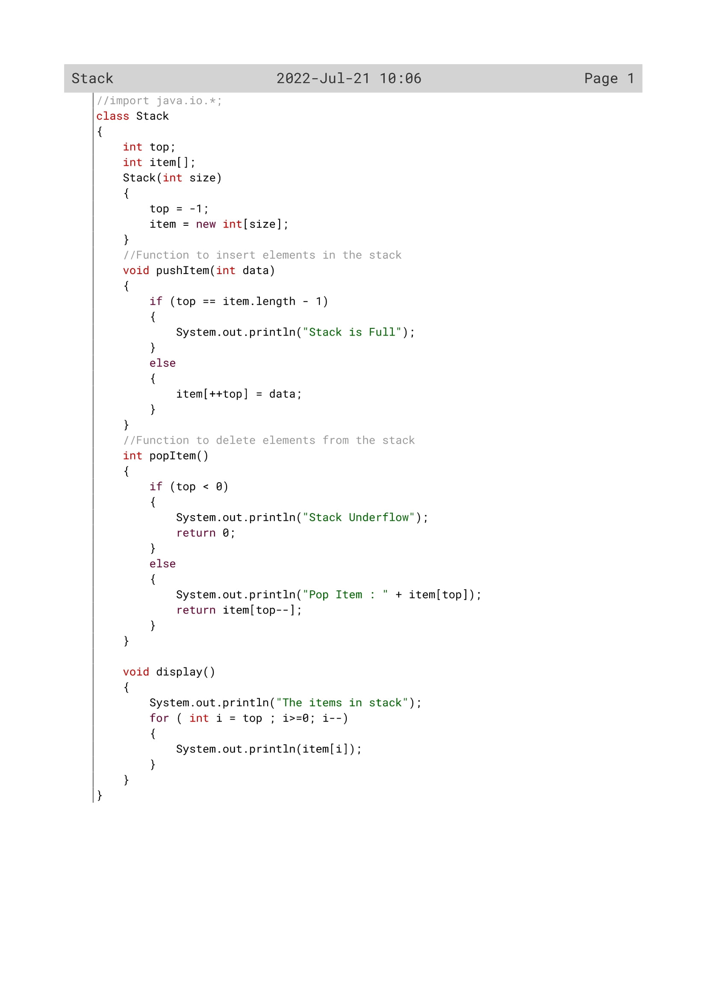 Stack 2022-Jul-21 10:06 Page 1
//import java.io.*;
class Stack
{
    int top;
    int item[];
    Stack(int size)
    {
        top = -1;
        item = new int[size];
    }
    //Function to insert elements in the stack
    void pushItem(int data)
    {
        if (top == item.length - 1)
        {
            System.out.println("Stack is Full");
        }
        else
        {
            item[++top] = data;
        }
    }
    //Function to delete elements from the stack
    int popItem()
    {
        if (top < 0)
        {
            System.out.println("Stack Underflow");
            return 0;
        }
        else
        {
            System.out.println("Pop Item : " + item[top]);
            return item[top--];
        }
    }

    void display()
    {
        System.out.println("The items in stack");
        for ( int i = top ; i>=0; i--)
        {
            System.out.println(item[i]);
        }
    }
}